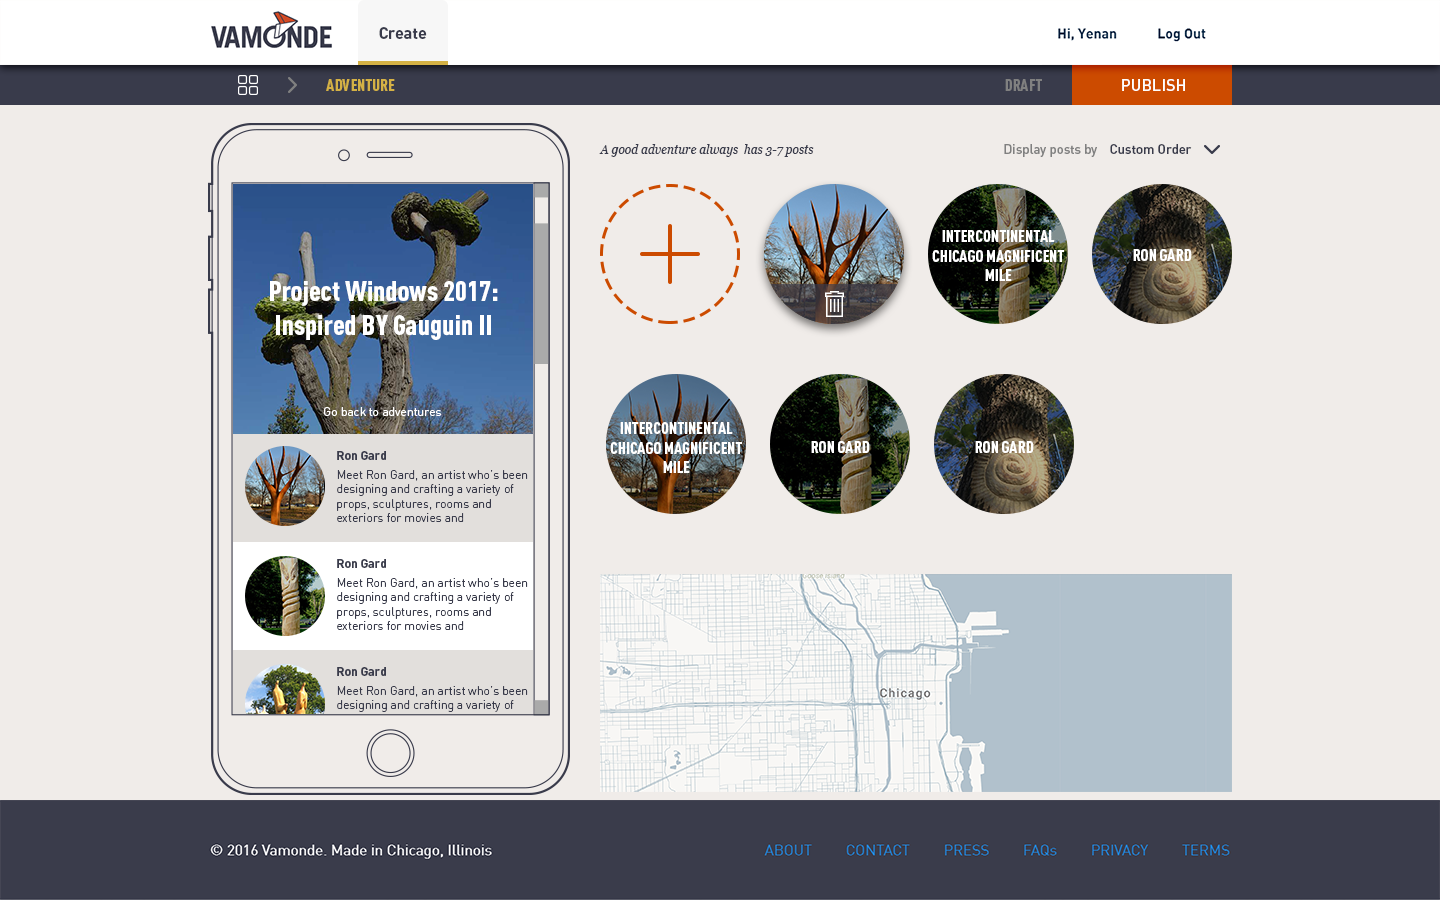 VAMONDE
Create
Hi, Yenan
Log Out
ADVENTURE
DRAFT
PUBLISH
A good adventure always  has 3-7 posts
Display posts by
Custom Order
Project Windows 2017:
Inspired BY Gauguin II
Go back to adventures
Ron Gard
Meet Ron Gard, an artist who's been
designing and crafting a variety of
props, sculptures, rooms and
exteriors for movies and
Ron Gard
Meet Ron Gard, an artist who's been
designing and crafting a variety of
props, sculptures, rooms and
exteriors for movies and
Ron Gard
Meet Ron Gard, an artist who's been
designing and crafting a variety of
INTERCONTINENTAL
CHICAGO MAGNIFICENT
MILE
RON GARD
INTERCONTINENTAL
CHICAGO MAGNIFICENT
MILE
RON GARD
RON GARD
Chicago
© 2016 Vamonde. Made in Chicago, Illinois
ABOUT
CONTACT
PRESS
FAQs
PRIVACY
TERMS